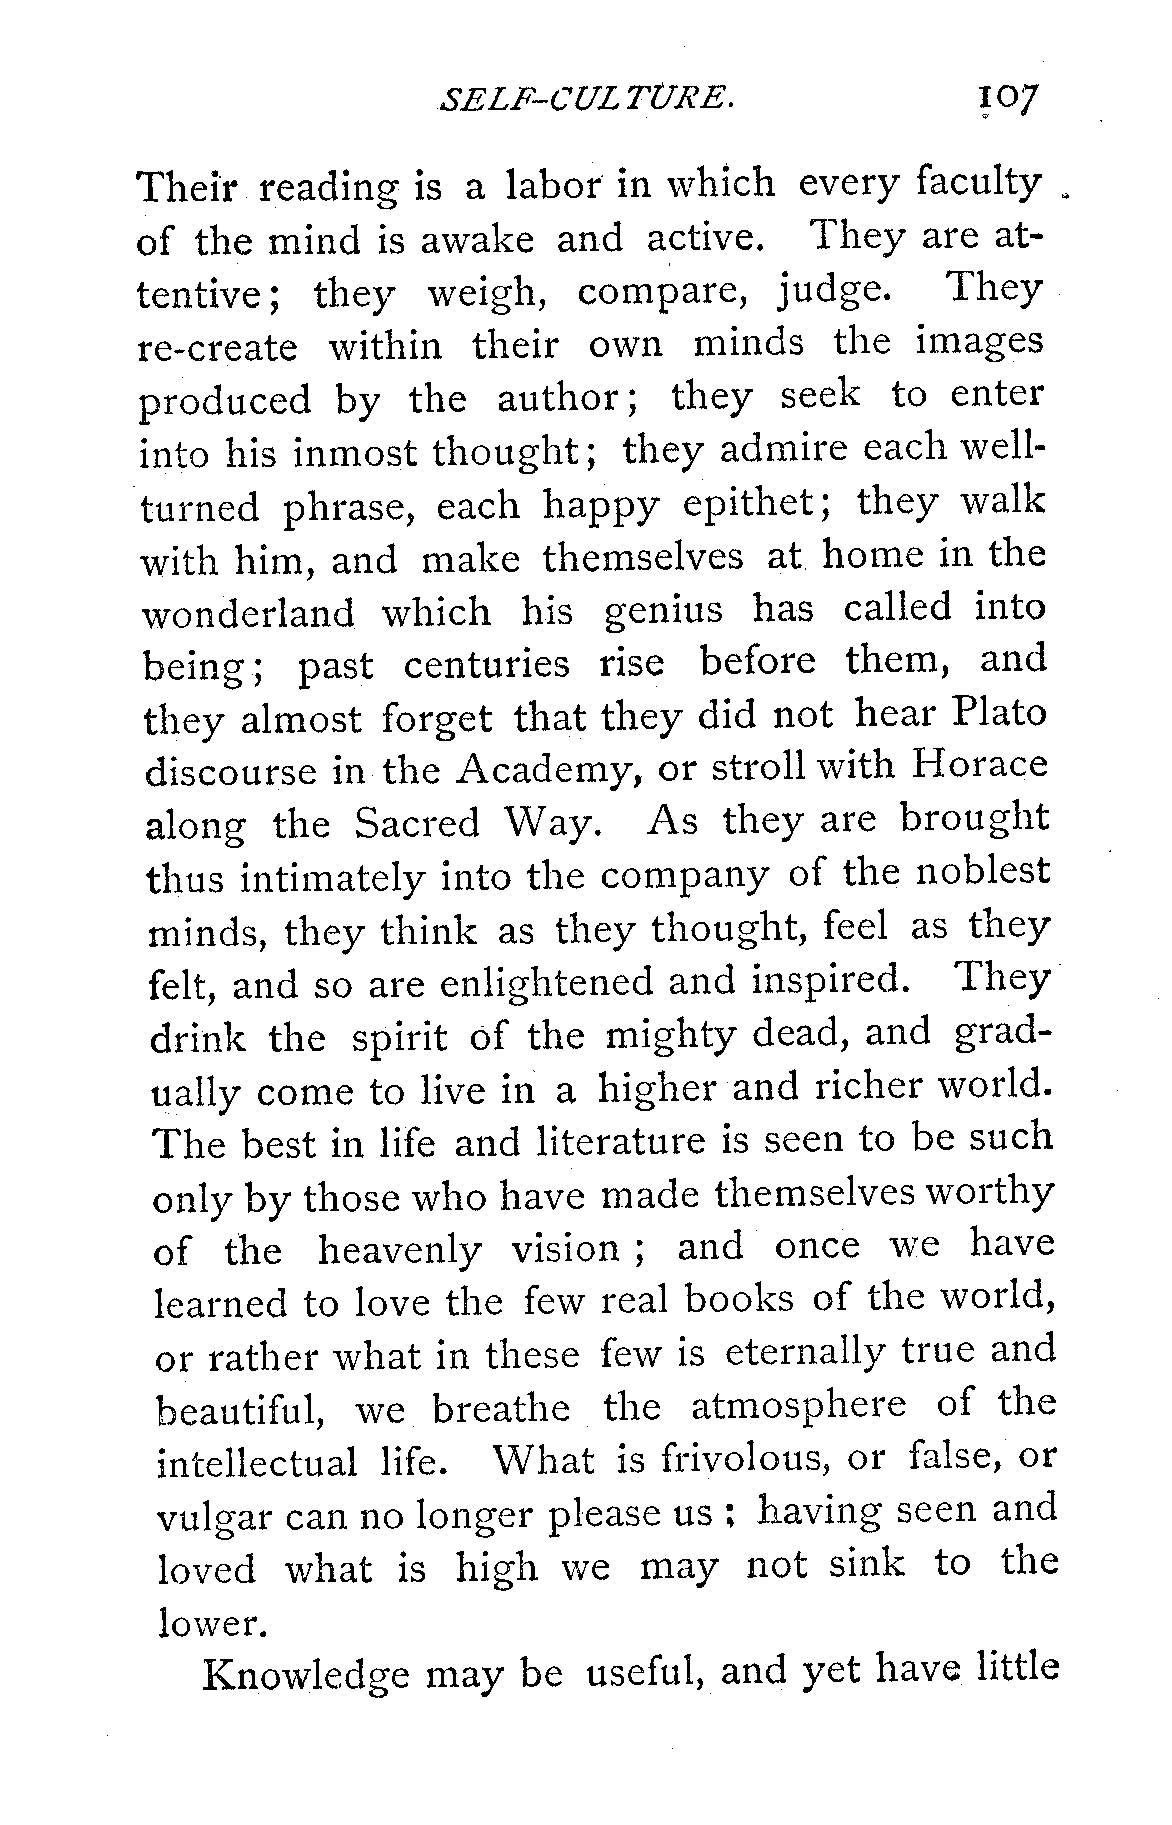 SELF-CULTURE. 107
Their reading is a labor in which every faculty
of the mind is awake and active. They are at-
tentive; they weigh, compare, judge. They
re-create within their own minds the images
produced by the author; they seek to enter
into his inmost thought; they admire each well-
turned phrase, each happy epithet; they walk
with him, and make themselves at home in the
wonderland which his genius has called into
being; past centuries rise before them, and
they almost forget that they did not hear Plato
discourse in the Academy, or stroll with Horace
along the Sacred Way. As they are brought
thus intimately into the company of the noblest
minds, they think as they thought, feel as they
felt, and so are enlightened and inspired. They
drink the spirit of the mighty dead, and grad-
ually come to live in a higher and richer world.
The best in life and literature is seen to be such
only by those who have made themselves worthy
of the heavenly vision ; and once we have
learned to love the few real books of the world,
or rather what in these few is eternally true and
beautiful, we breathe the atmosphere of the
intellectual life. What is frivolous, or false, or
vulgar can no longer please us ; having seen and
loved what is high we may not sink to the
lower.
Knowledge may be useful, and yet have little